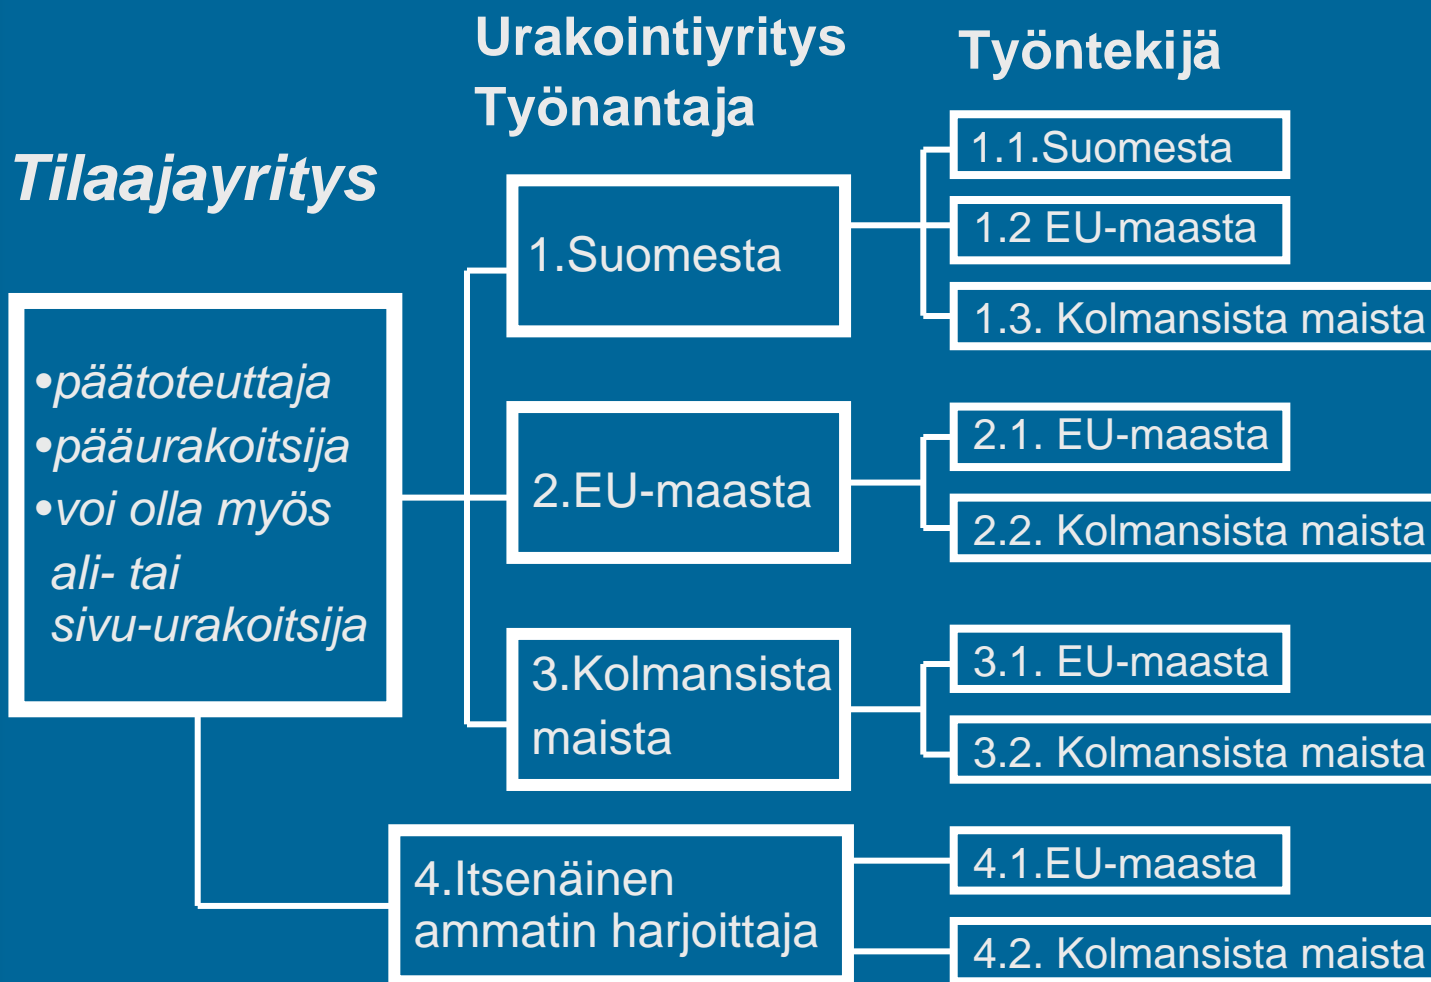 Tilaajayritys
•päätoteuttaja
•pääurakoitsija
•voi olla myös
ali- tai
sivu-urakoitsija
Urakointiyritys
Työnantaja
1.Suomesta
2.EU-maasta
3.Kolmansista
maista
4.Itsenäinen
ammatin harjoittaja
Työntekijä
1.1.Suomesta
1.2 EU-maasta
1.3. Kolmansista maista
2.1. EU-maasta
2.2. Kolmansista maista
3.1. EU-maasta
3.2. Kolmansista maista
4.1.EU-maasta
4.2. Kolmansista maista